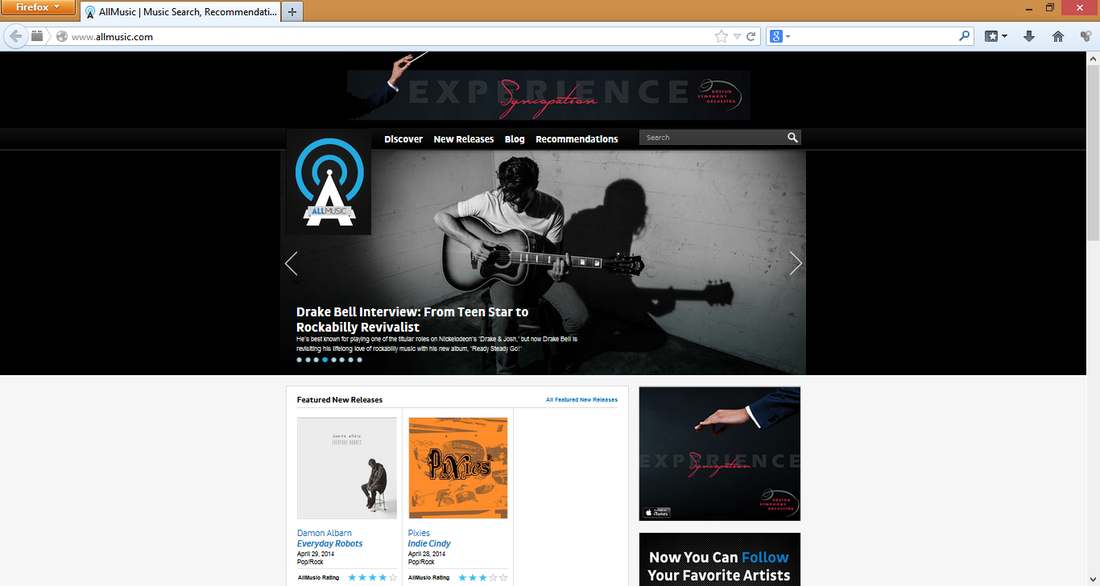 Firefox
AllMusic | Music Search, Recommendati...
www.allmusic.com
EXPERIENCE
Syncopation
BOSTON
SYMPHONY
ORCHESTRA
Discover New Releases Blog Recommendations
Search
ALLMUSIC
Drake Bell Interview: From Teen Star to
Rockabilly Revivalist
He's best known for playing one of the titular roles on Nickelodeon's "Drake & Josh," but now Drake Bell is
revisiting his lifelong love of rockabilly music with his new album, "Ready Steady Go!"
Featured New Releases
All Featured New Releases
damon albarn
EVERYDAY ROBOTS
PiXies
Damon Albarn
Everyday Robots
April 29, 2014
Pop/Rock
AllMusic Rating
Pixies
Indie Cindy
April 28, 2014
Pop/Rock
AllMusic Rating
EXPERIENCE
Syncopation
BOSTON
SYMPHONY
ORCHESTRA
iTunes
Now You Can Follow
Your Favorite Artists